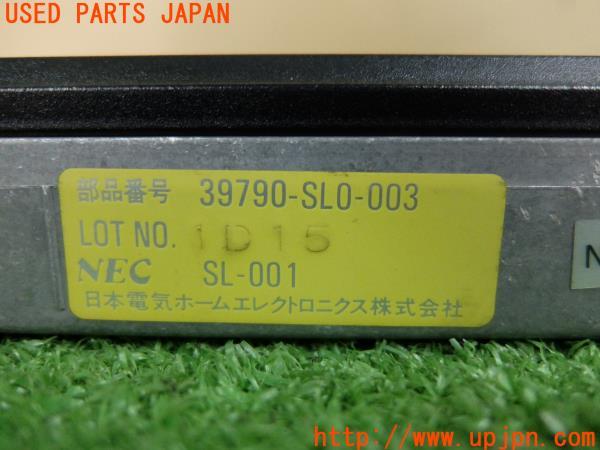 USED PARTS JAPAN
部品番号 39790-SL0-003
LOT NO. 1D15
NEC SL-001
日本電気ホームエレクトロニクス株式会社
N
http://www.upjpn.com/